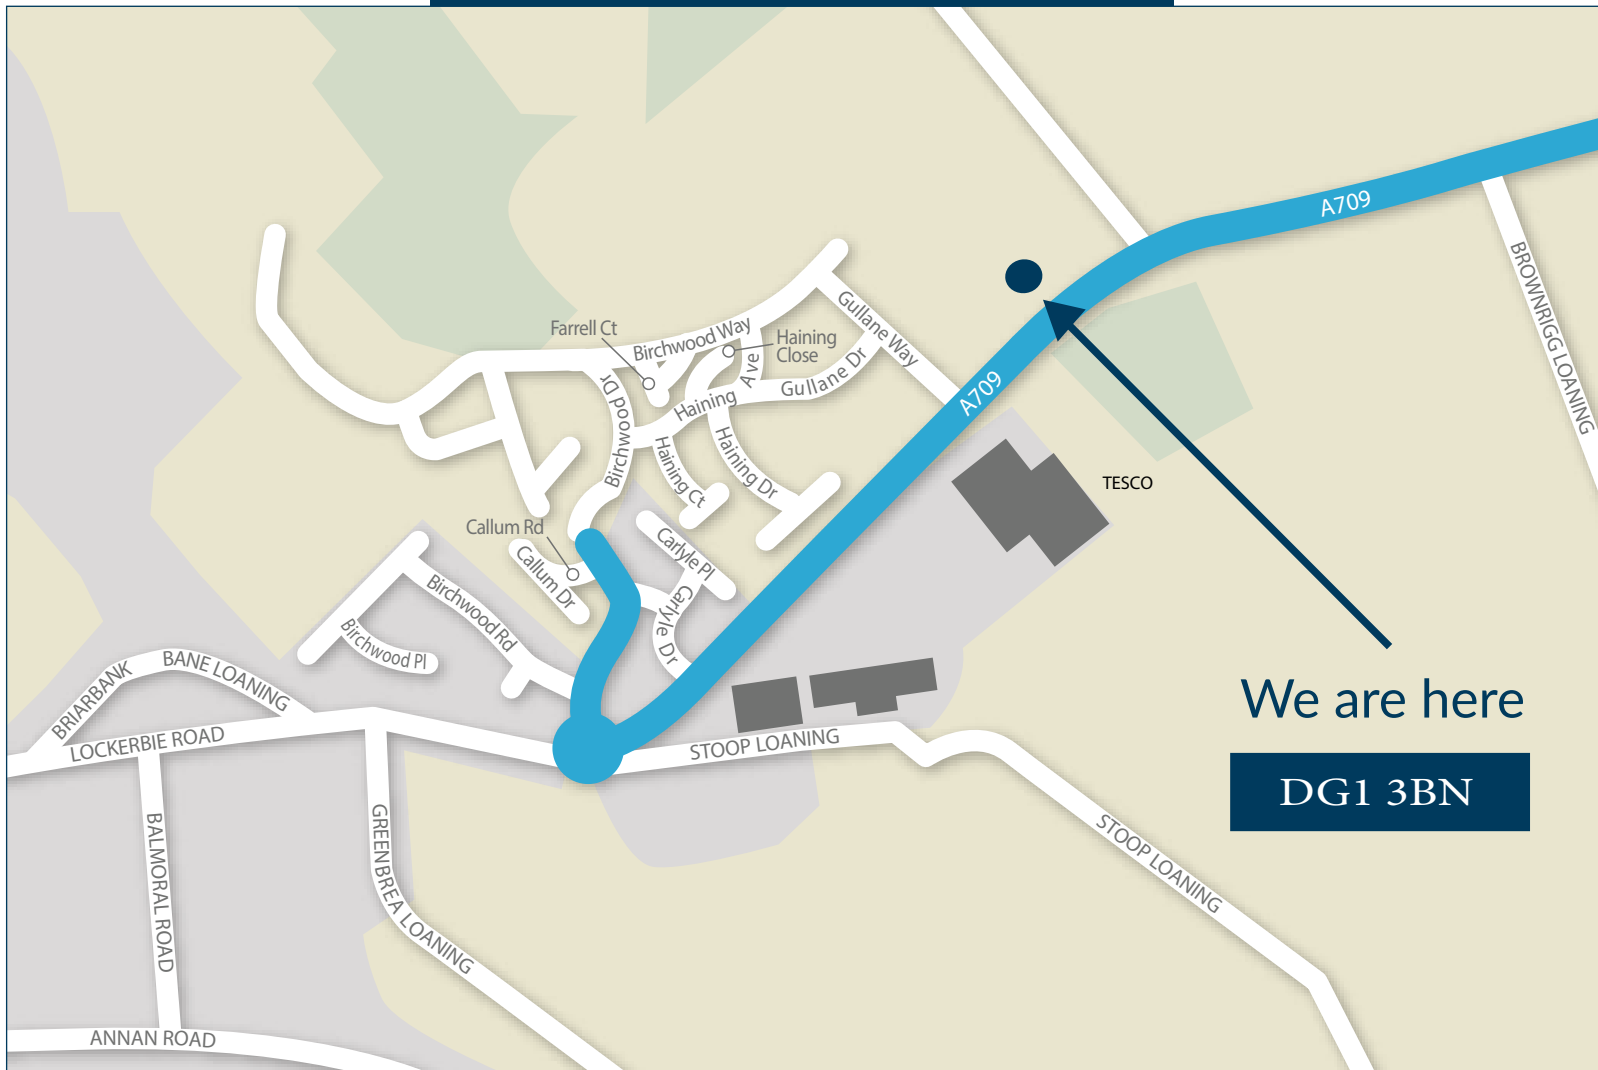 A709
BROWNRIGG LOANING
Gullane Way
Farrell Ct
Birchwood Way
Haining
Close
Ave
Gullane Dr
A709
Birchwood Dr
Haining
Haining Ct
Haining Dr
TESCO
Callum Rd
Callum Dr
Carlyle Pl
Carlyle Dr
Birchwood Rd
Birchwood Pl
BRIARBANK
BANE LOANING
LOCKERBIE ROAD
STOOP LOANING
We are here
DG1 3BN
BALMORAL ROAD
GREENBREA LOANING
STOOP LOANING
ANNAN ROAD